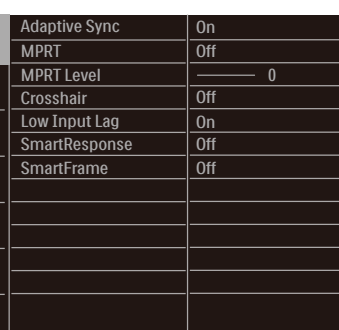 Adaptive Sync On
MPRT Off
MPRT Level 0
Crosshair Off
Low Input Lag On
SmartResponse Off
SmartFrame Off